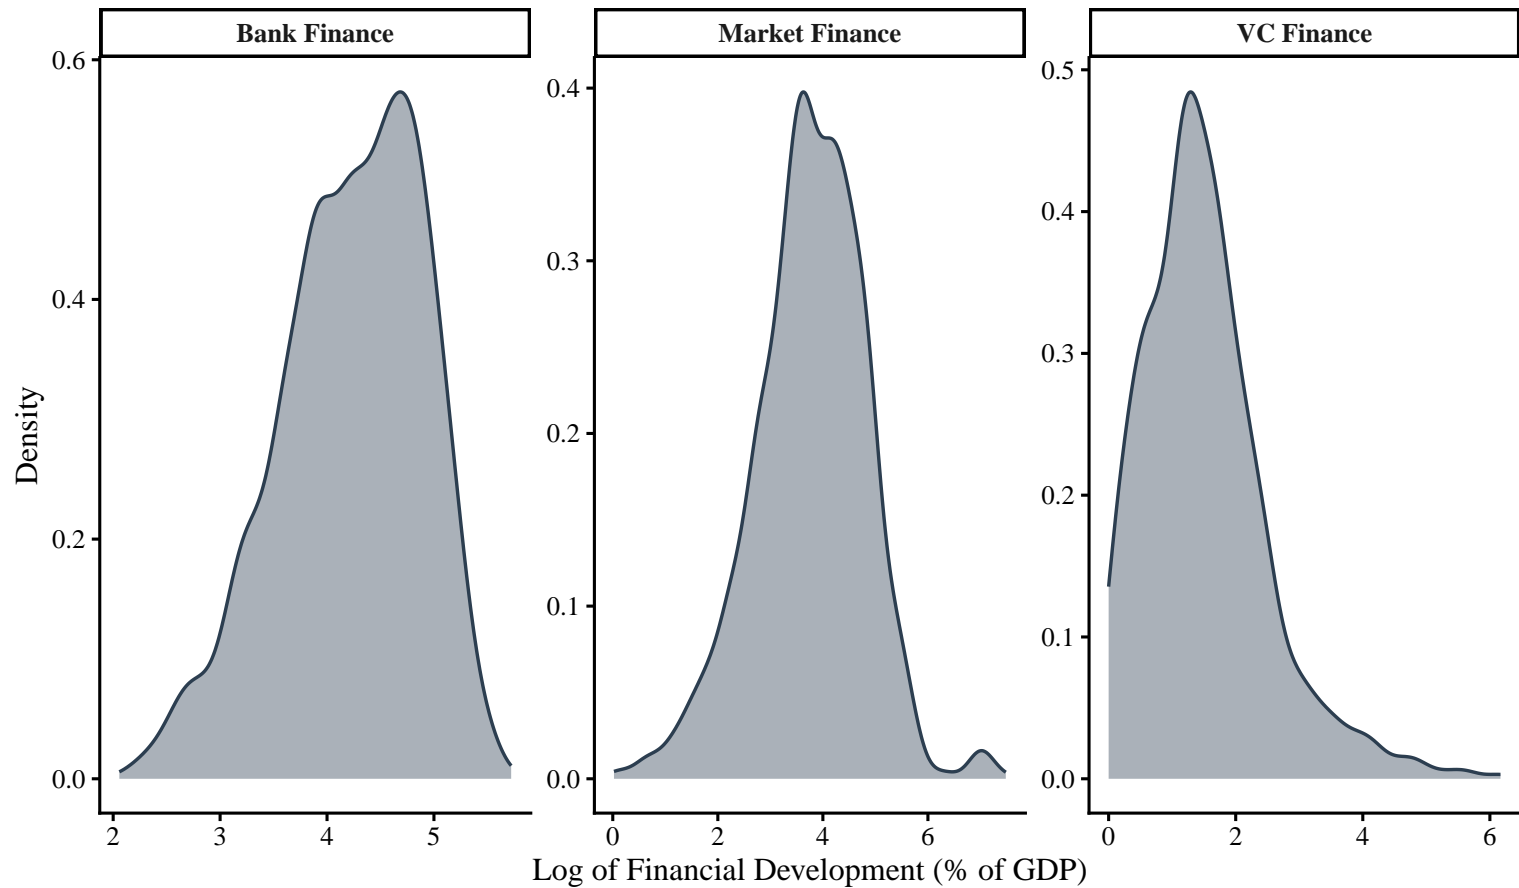 Bank Finance
Market Finance
VC Finance
Density
0.6
0.4
0.2
0.0
0.4
0.3
0.2
0.1
0.0
0.5
0.4
0.3
0.2
0.1
0.0
2 3 4 5
0 2 4 6
0 2 4 6
Log of Financial Development (% of GDP)